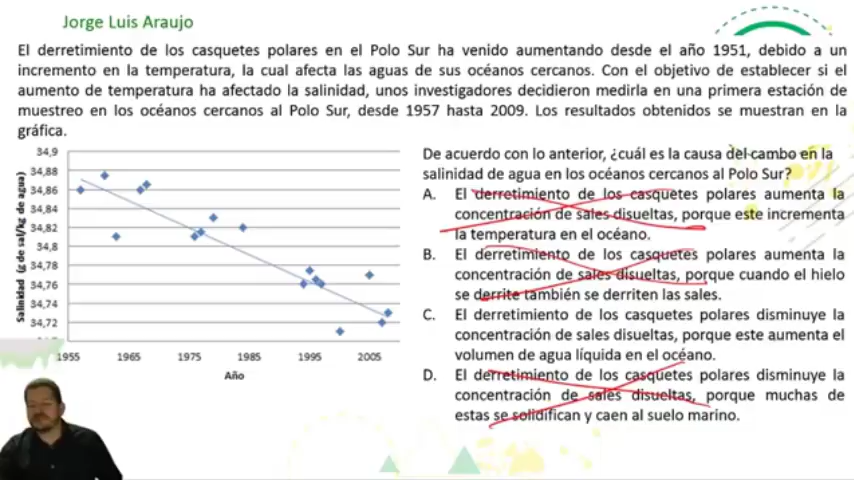 Jorge Luis Araujo
El derretimiento de los casquetes polares en el Polo Sur ha venido aumentando desde el año 1951, debido a un
incremento en la temperatura, la cual afecta las aguas de sus océanos cercanos. Con el objetivo de establecer si el
aumento de temperatura ha afectado la salinidad, unos investigadores decidieron medirla en una primera estación de
muestreo en los océanos cercanos al Polo Sur, desde 1957 hasta 2009. Los resultados obtenidos se muestran en la
gráfica.
34,9
34,88
34,86
34,84
34,82
34,8
34,78
34,76
34,74
34,72
Salinidad (g de sal/kg de agua)
1955 1965 1975 1985 1995 2005
Año
De acuerdo con lo anterior, ¿cuál es la causa del cambo en la
salinidad de agua en los océanos cercanos al Polo Sur?
A. El derretimiento de los casquetes polares aumenta la
concentración de sales disueltas, porque este incrementa
la temperatura en el océano.
B. El derretimiento de los casquetes polares aumenta la
concentración de sales disueltas, porque cuando el hielo
se derrite también se derriten las sales.
C. El derretimiento de los casquetes polares disminuye la
concentración de sales disueltas, porque este aumenta el
volumen de agua líquida en el océano.
D. El derretimiento de los casquetes polares disminuye la
concentración de sales disueltas, porque muchas de
estas se solidifican y caen al suelo marino.